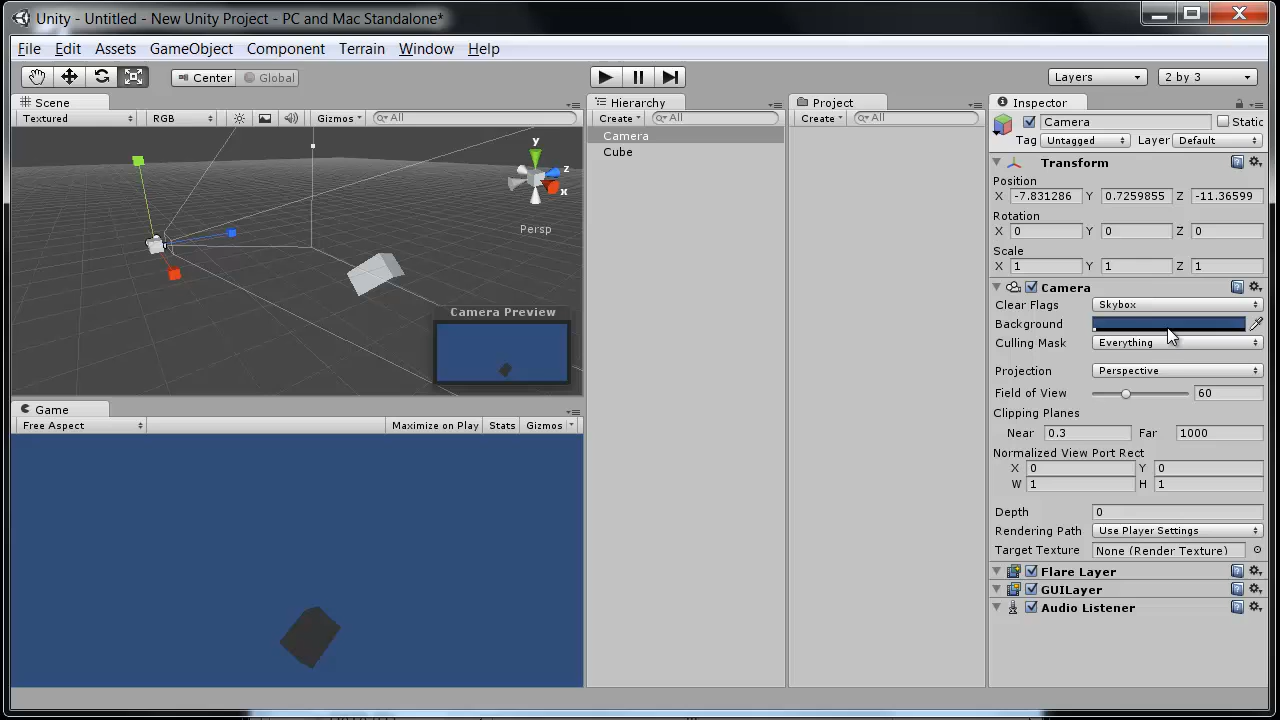 Unity - Untitled - New Unity Project - PC and Mac Standalone*
File Edit Assets GameObject Component Terrain Window Help
Center Global Layers 2 by 3
Scene
Textured RGB Gizmos All
y
z
x
Persp
Camera Preview
Game
Free Aspect Maximize on Play Stats Gizmos
Hierarchy
Create All
Camera
Cube
Project
Create All
Inspector
Camera Static
Tag Untagged Layer Default
Transform
Position
X -7.831286 Y 0.7259855 Z -11.36599
Rotation
X 0 Y 0 Z 0
Scale
X 1 Y 1 Z 1
Camera
Clear Flags Skybox
Background
Culling Mask Everything
Projection Perspective
Field of View 60
Clipping Planes
Near 0.3 Far 1000
Normalized View Port Rect
X 0 Y 0
W 1 H 1
Depth 0
Rendering Path Use Player Settings
Target Texture None (Render Texture)
Flare Layer
GUILayer
Audio Listener